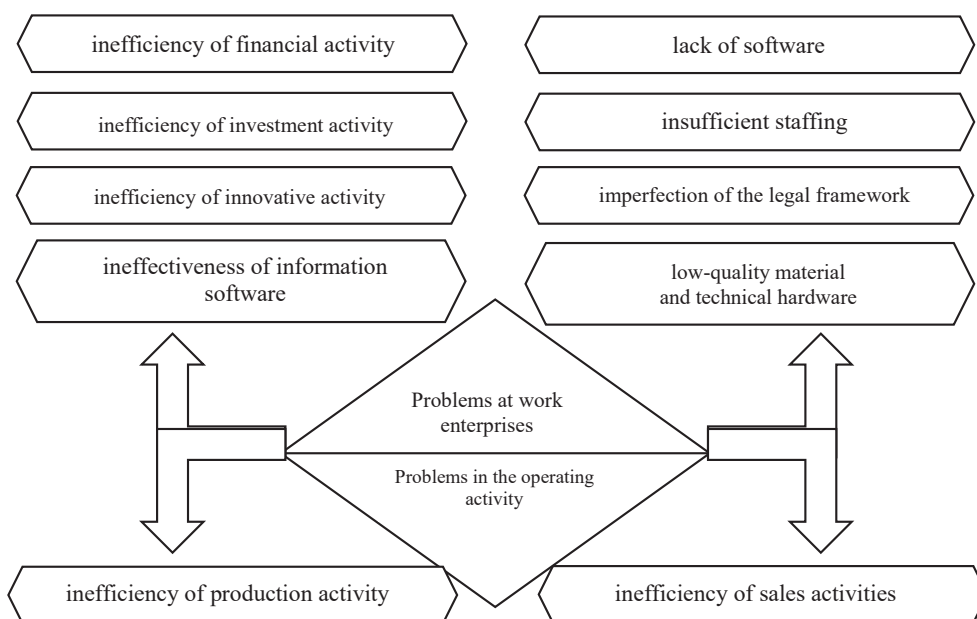 inefficiency of financial activity
lack of software
inefficiency of investment activity
insufficient staffing
inefficiency of innovative activity
imperfection of the legal framework
ineffectiveness of information
software
low-quality material
and technical hardware
Problems at work
enterprises
Problems in the operating
activity
inefficiency of production activity
inefficiency of sales activities